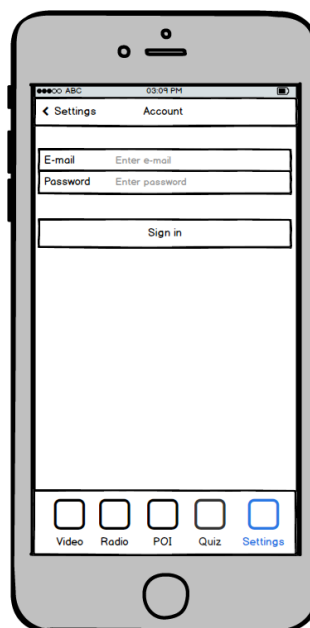 ABC 03:09 PM
< Settings Account
E-mail Enter e-mail
Password Enter password
Sign in
Video Radio POI Quiz Settings